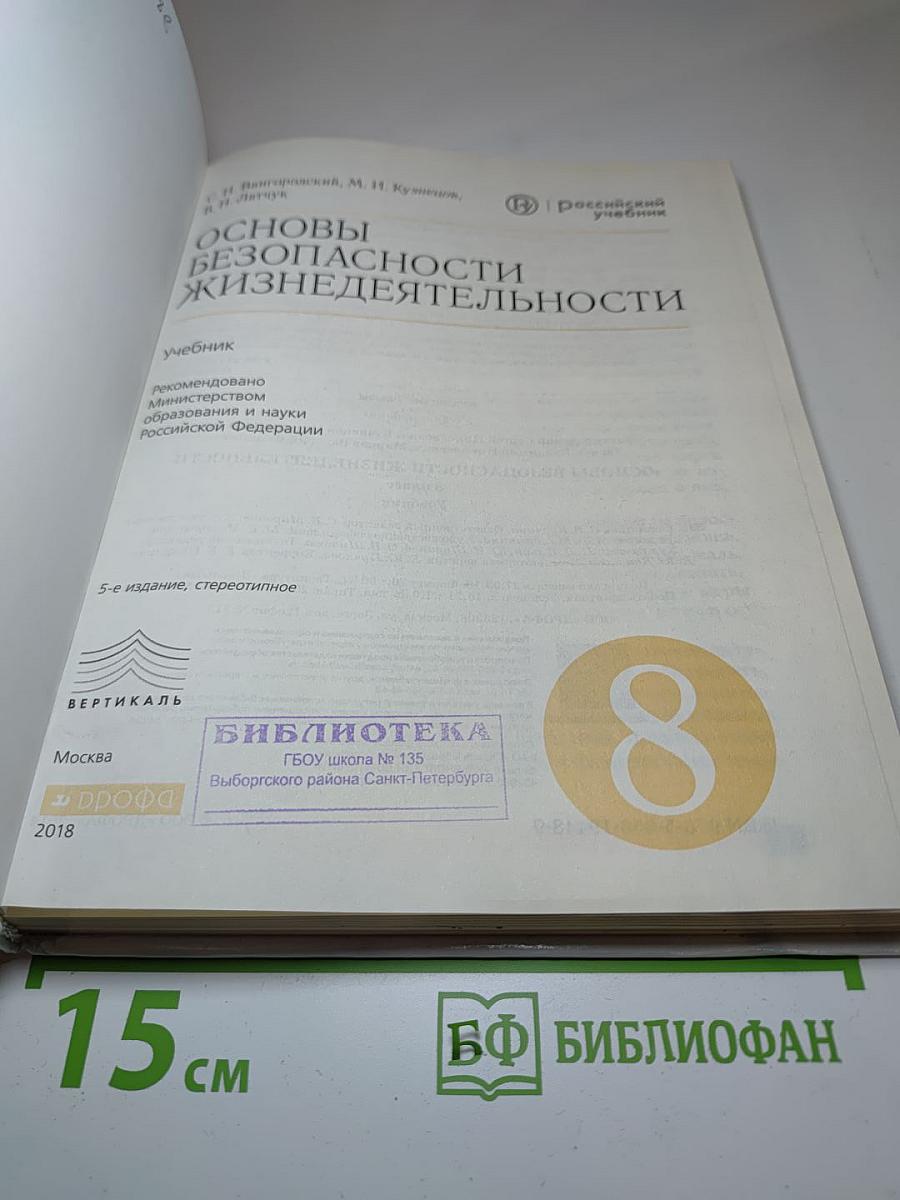 С. Н. Вангородский, М. И. Кузнецов,
В. Н. Латчук
российский
учебник
ОСНОВЫ
БЕЗОПАСНОСТИ
ЖИЗНЕДЕЯТЕЛЬНОСТИ
учебник
Рекомендовано
Министерством
образования и науки
Российской Федерации
5-е издание, стереотипное
ВЕРТИКАЛЬ
Москва
дрофа
2018
БИБЛИОТЕКА
ГБОУ школа № 135
Выборгского района Санкт-Петербурга
8
15 см
БФ БИБЛИОФАН